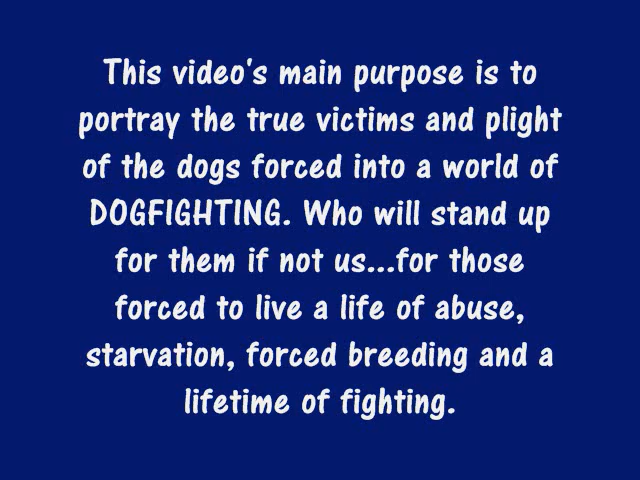 This video's main purpose is to
portray the true victims and plight
of the dogs forced into a world of
DOGFIGHTING. Who will stand up
for them if not us...for those
forced to live a life of abuse,
starvation, forced breeding and a
lifetime of fighting.